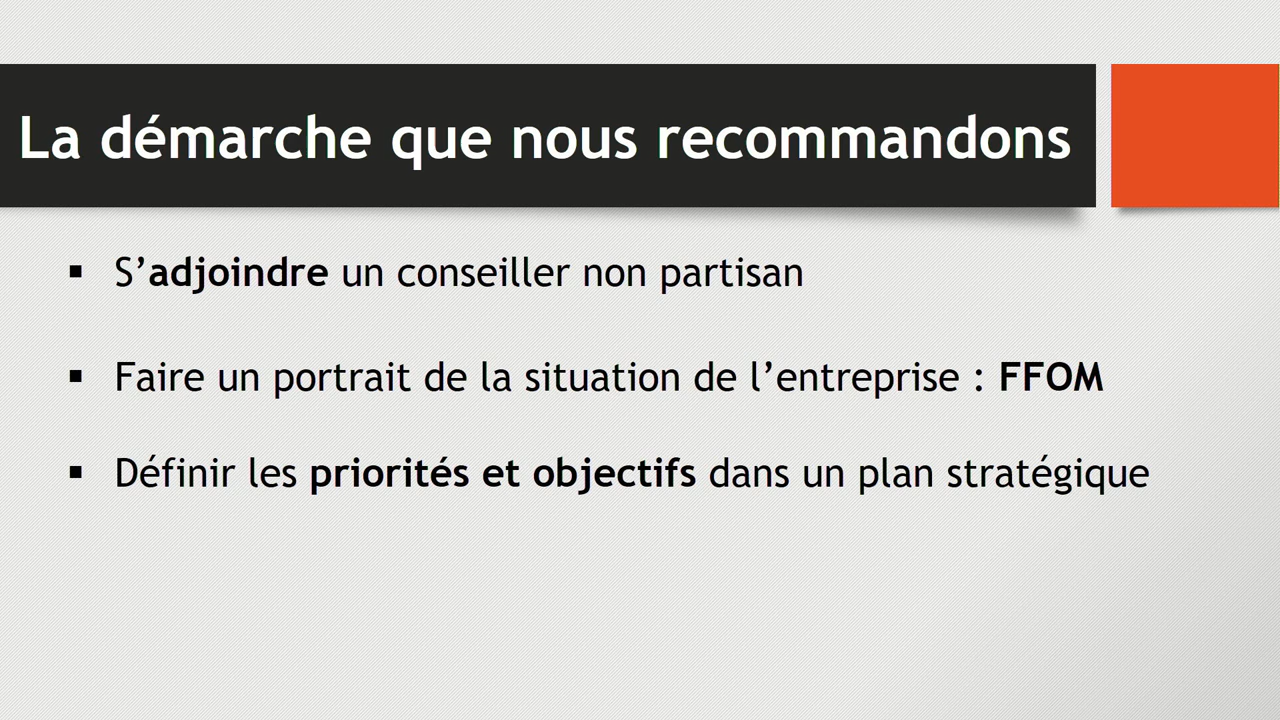 La démarche que nous recommandons
▪ S’adjoindre un conseiller non partisan
▪ Faire un portrait de la situation de l’entreprise : FFOM
▪ Définir les priorités et objectifs dans un plan stratégique